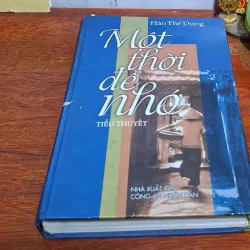 Hàn Thế Dũng
Một
thời
để
nhớ
TIỂU THUYẾT
NHÀ XUẤT BẢN
CÔNG AN NHÂN DÂN